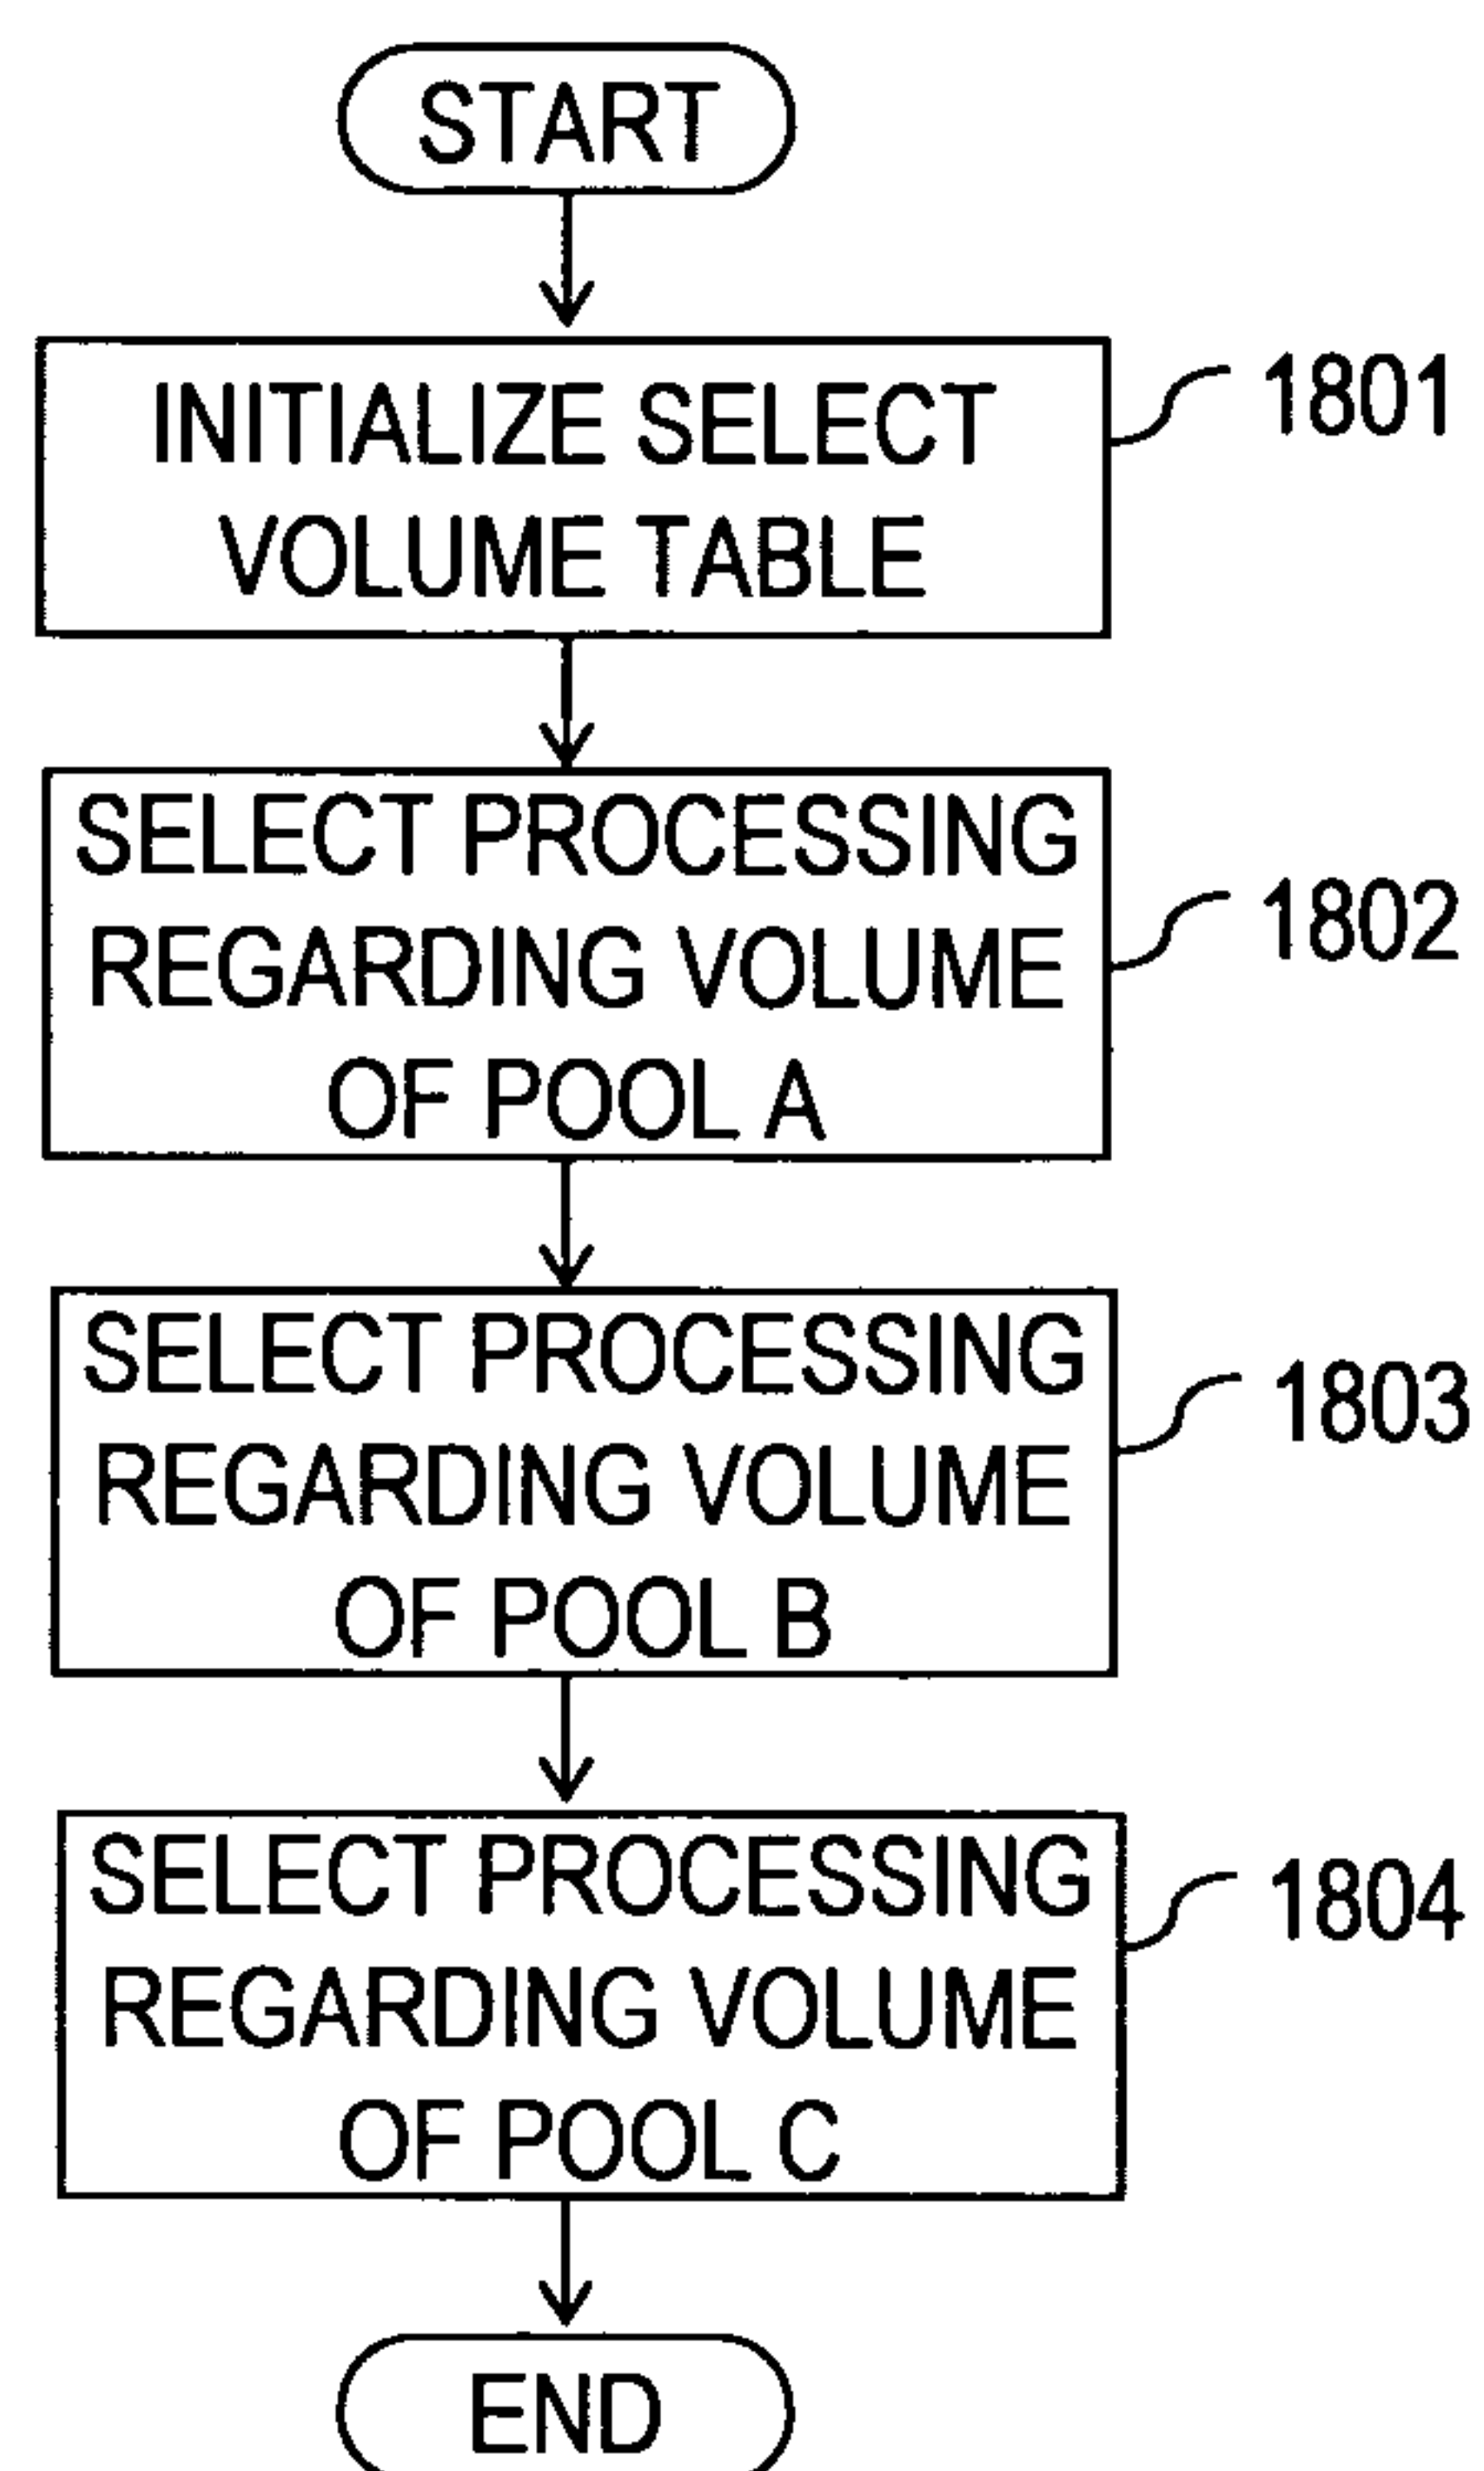 START
INITIALIZE SELECT
VOLUME TABLE
1801
SELECT PROCESSING
REGARDING VOLUME
OF POOL A
1802
SELECT PROCESSING
REGARDING VOLUME
OF POOL B
1803
SELECT PROCESSING
REGARDING VOLUME
OF POOL C
1804
END